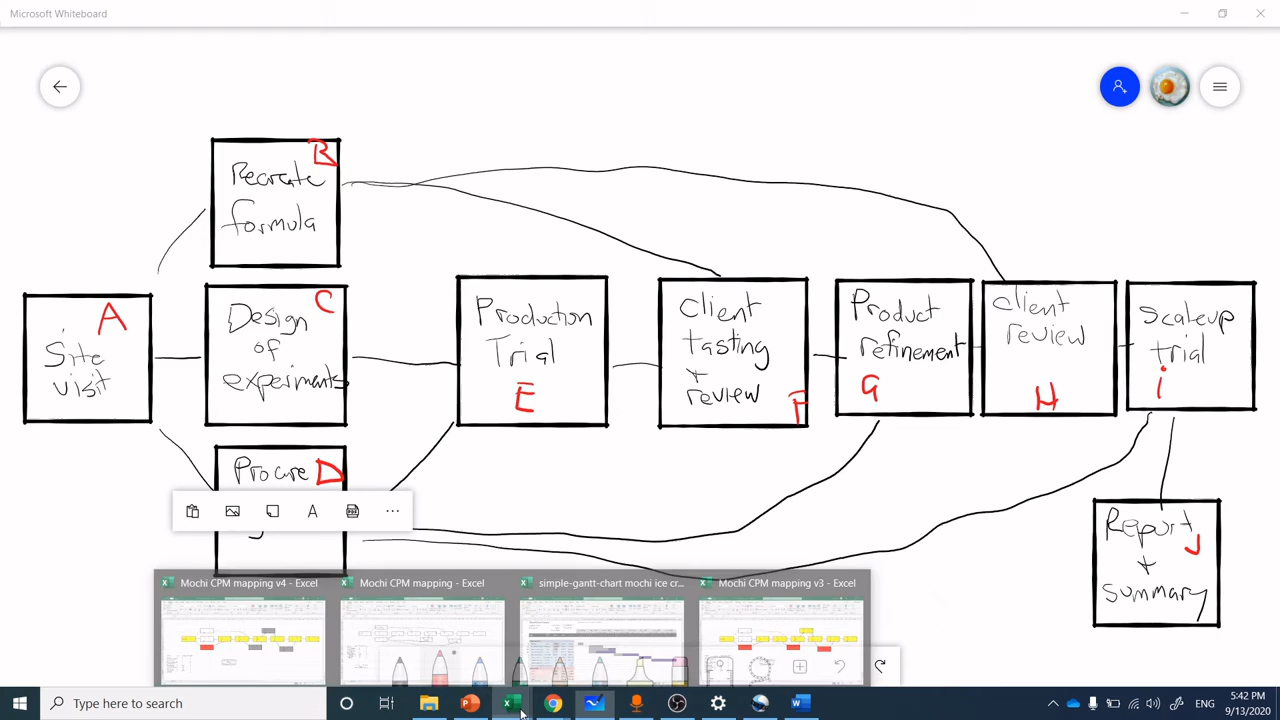 Microsoft Whiteboard
B
Recreate
formula
A
Site
visit
C
Design
of
experiments
Procure D
Production
Trial
E
Client
tasting
+
review
F
Product
refinement
G
Client
review
H
Scaleup
trial
i
Report
J
+
summary
A
Mochi CPM mapping v4 - Excel
Mochi CPM mapping - Excel
simple-gantt-chart mochi ice cr...
Mochi CPM mapping v3 - Excel
Type here to search
5:42 PM
9/13/2020